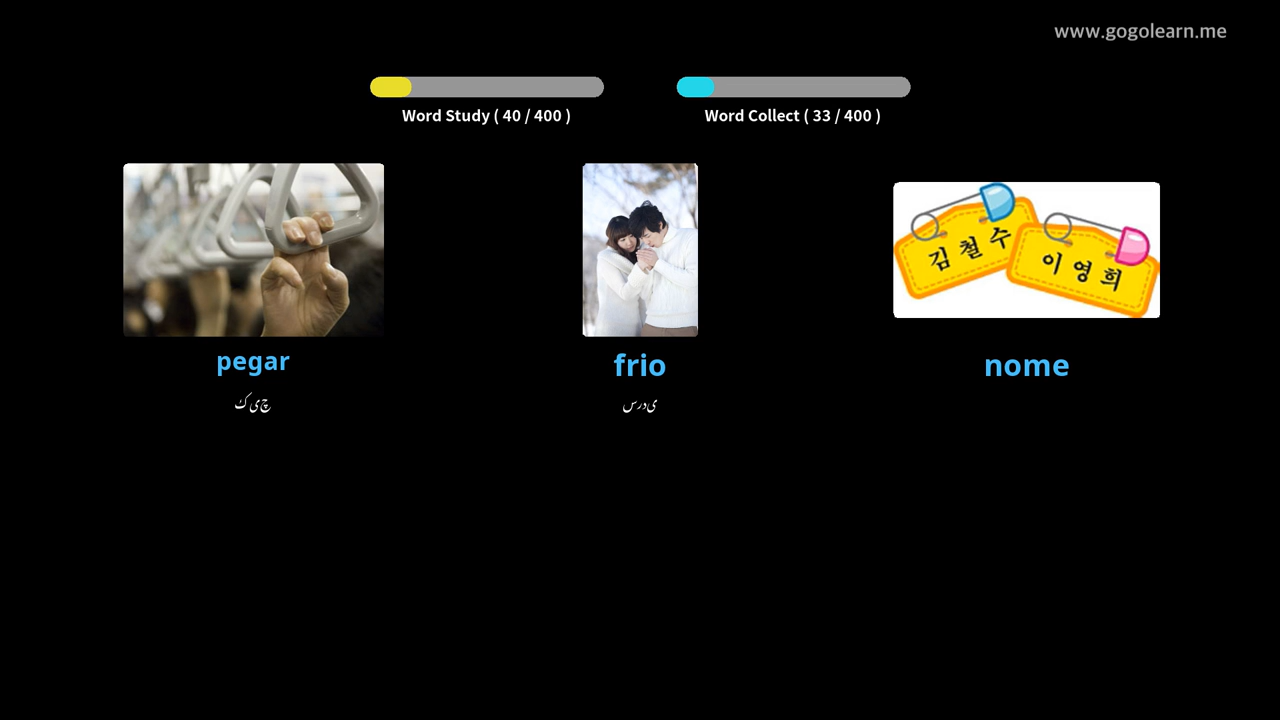 www.gogolearn.me
Word Study ( 40 / 400 )
Word Collect ( 33 / 400 )
김철수
이영희
pegar
frio
nome
یدرس